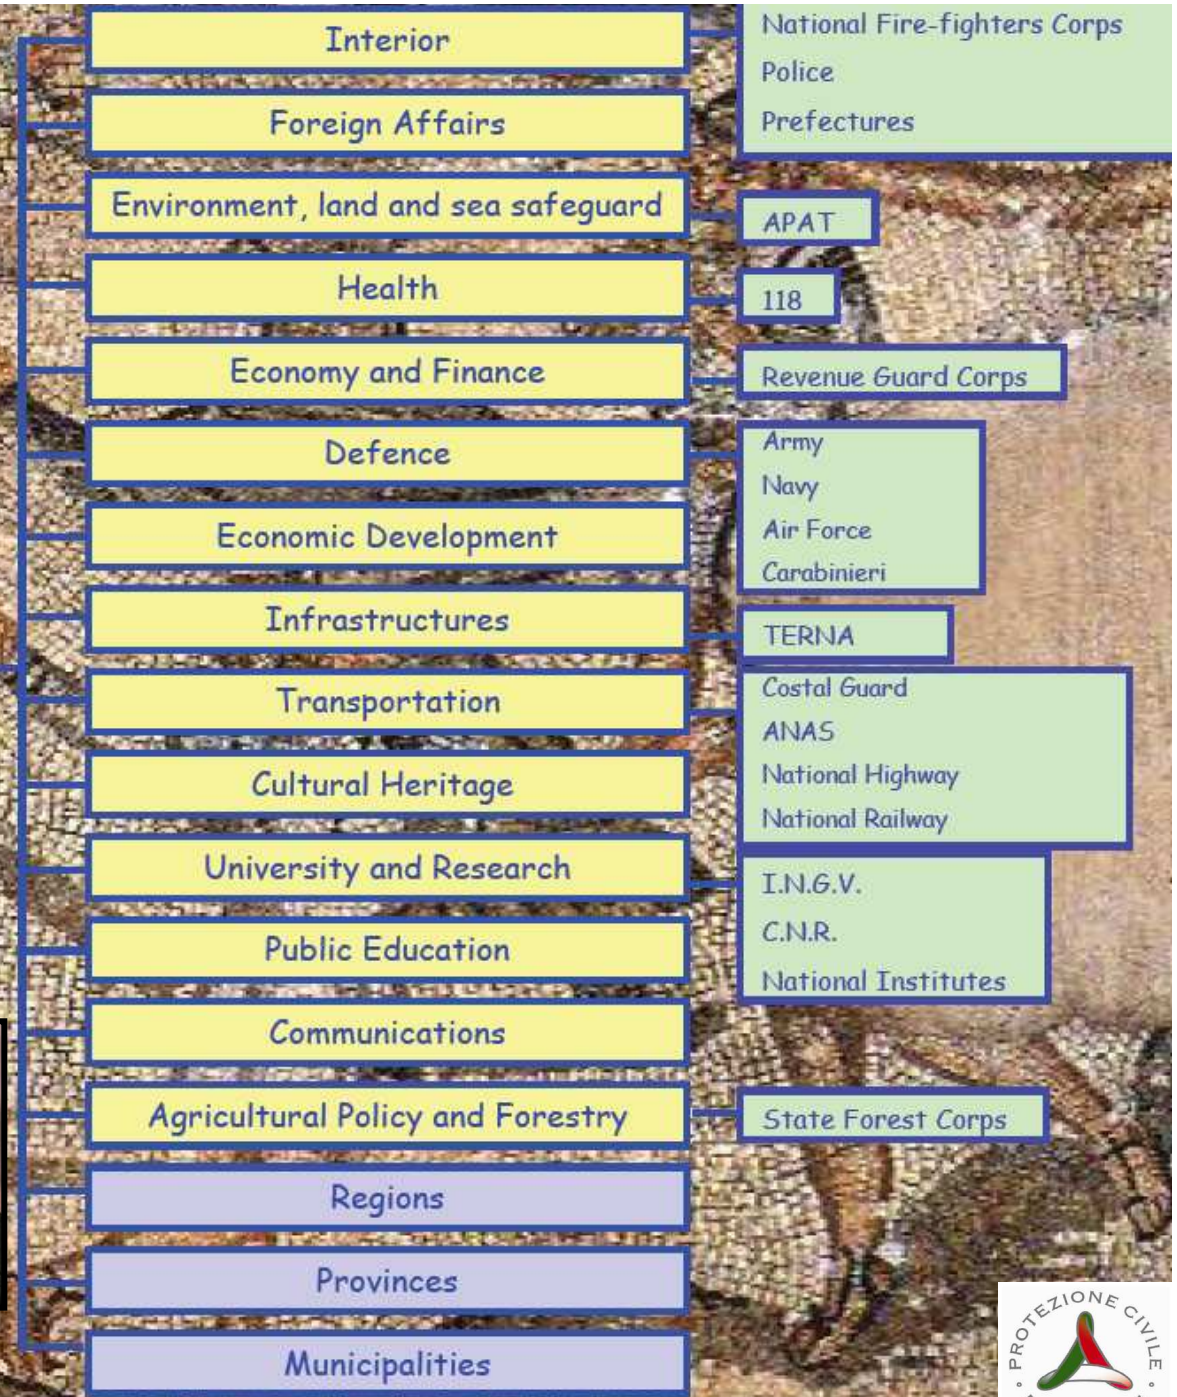 Interior
National Fire-fighters Corps
Police
Prefectures
Foreign Affairs
Environment, land and sea safeguard
APAT
Health
118
Economy and Finance
Revenue Guard Corps
Defence
Army
Navy
Air Force
Carabinieri
Economic Development
Infrastructures
TERNA
Transportation
Costal Guard
ANAS
National Highway
National Railway
Cultural Heritage
University and Research
I.N.G.V.
C.N.R.
National Institutes
Public Education
Communications
Agricultural Policy and Forestry
State Forest Corps
Regions
Provinces
Municipalities
PROTEZIONE CIVILE